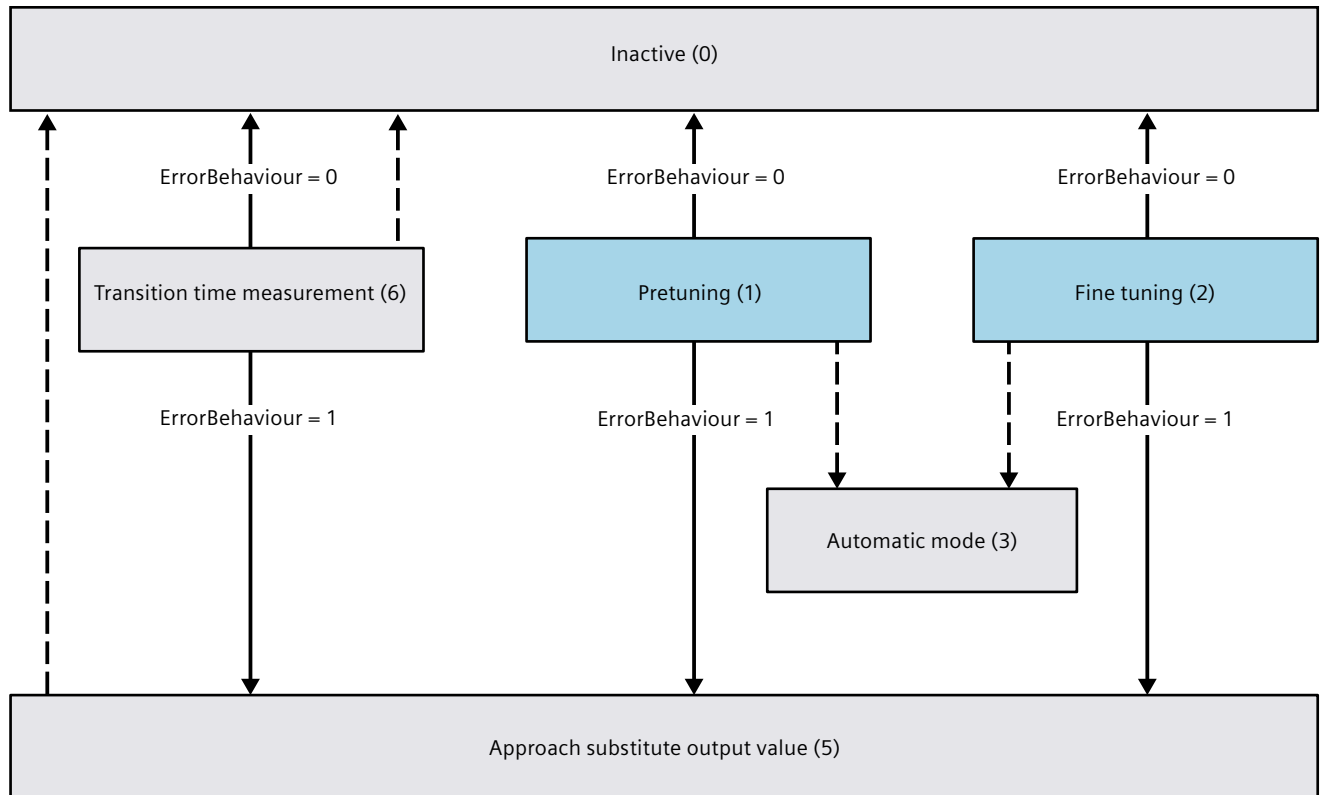 Inactive (0)
ErrorBehaviour = 0
ErrorBehaviour = 0
ErrorBehaviour = 0
Transition time measurement (6)
Pretuning (1)
Fine tuning (2)
ErrorBehaviour = 1
ErrorBehaviour = 1
ErrorBehaviour = 1
Automatic mode (3)
Approach substitute output value (5)